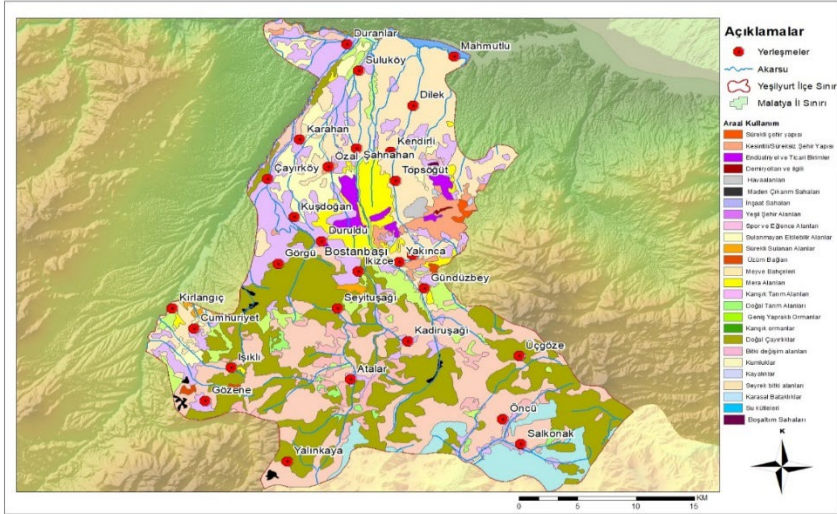 Açıklamalar
Yerleşmeler
Akarsu
Yeşilyurt İlçe Sınır
Malatya İl Sınırı
Arazi Kullanım
Sürekli şehir yapısı
Kesintili/Süreksiz Şehir Yapısı
Endüstriyel ve Ticari Birimler
Demiryolları ve ilgili
Havaalanları
Maden Çıkarım Sahaları
İnşaat Sahaları
Yeşil Şehir Alanları
Spor ve Eğlence Alanları
Sulanmayan Ekilebilir Alanlar
Sürekli Sulanan Alanlar
Üzüm Bağları
Meyve Bahçeleri
Mera Alanları
Karışık Tarım Alanları
Doğal Tarım Alanları
Geniş Yapraklı Ormanlar
Karışık ormanlar
Doğal Çayırlıklar
Bitki değişim alanları
Kumluklar
Kayalıklar
Seyrek bitki alanları
Karasal Bataklıklar
Su kütleleri
Boşaltım Sahaları
Duranlar
Mahmutlu
Suluköy
Dilek
Karahan
Kendirli
Özal
Şahnahan
Çayırköy
Topsöğüt
Kuşdoğan
Duruldu
Bostanbaşı
Yakınca
Görgü
İkizce
Gündüzbey
Kırlangıç
Seyituşağı
Cumhuriyet
Kadiruşağı
Üçgöze
Işıklı
Atalar
Gözene
Öncü
Salkonak
Yalınkaya
K
KM
0 5 10 15